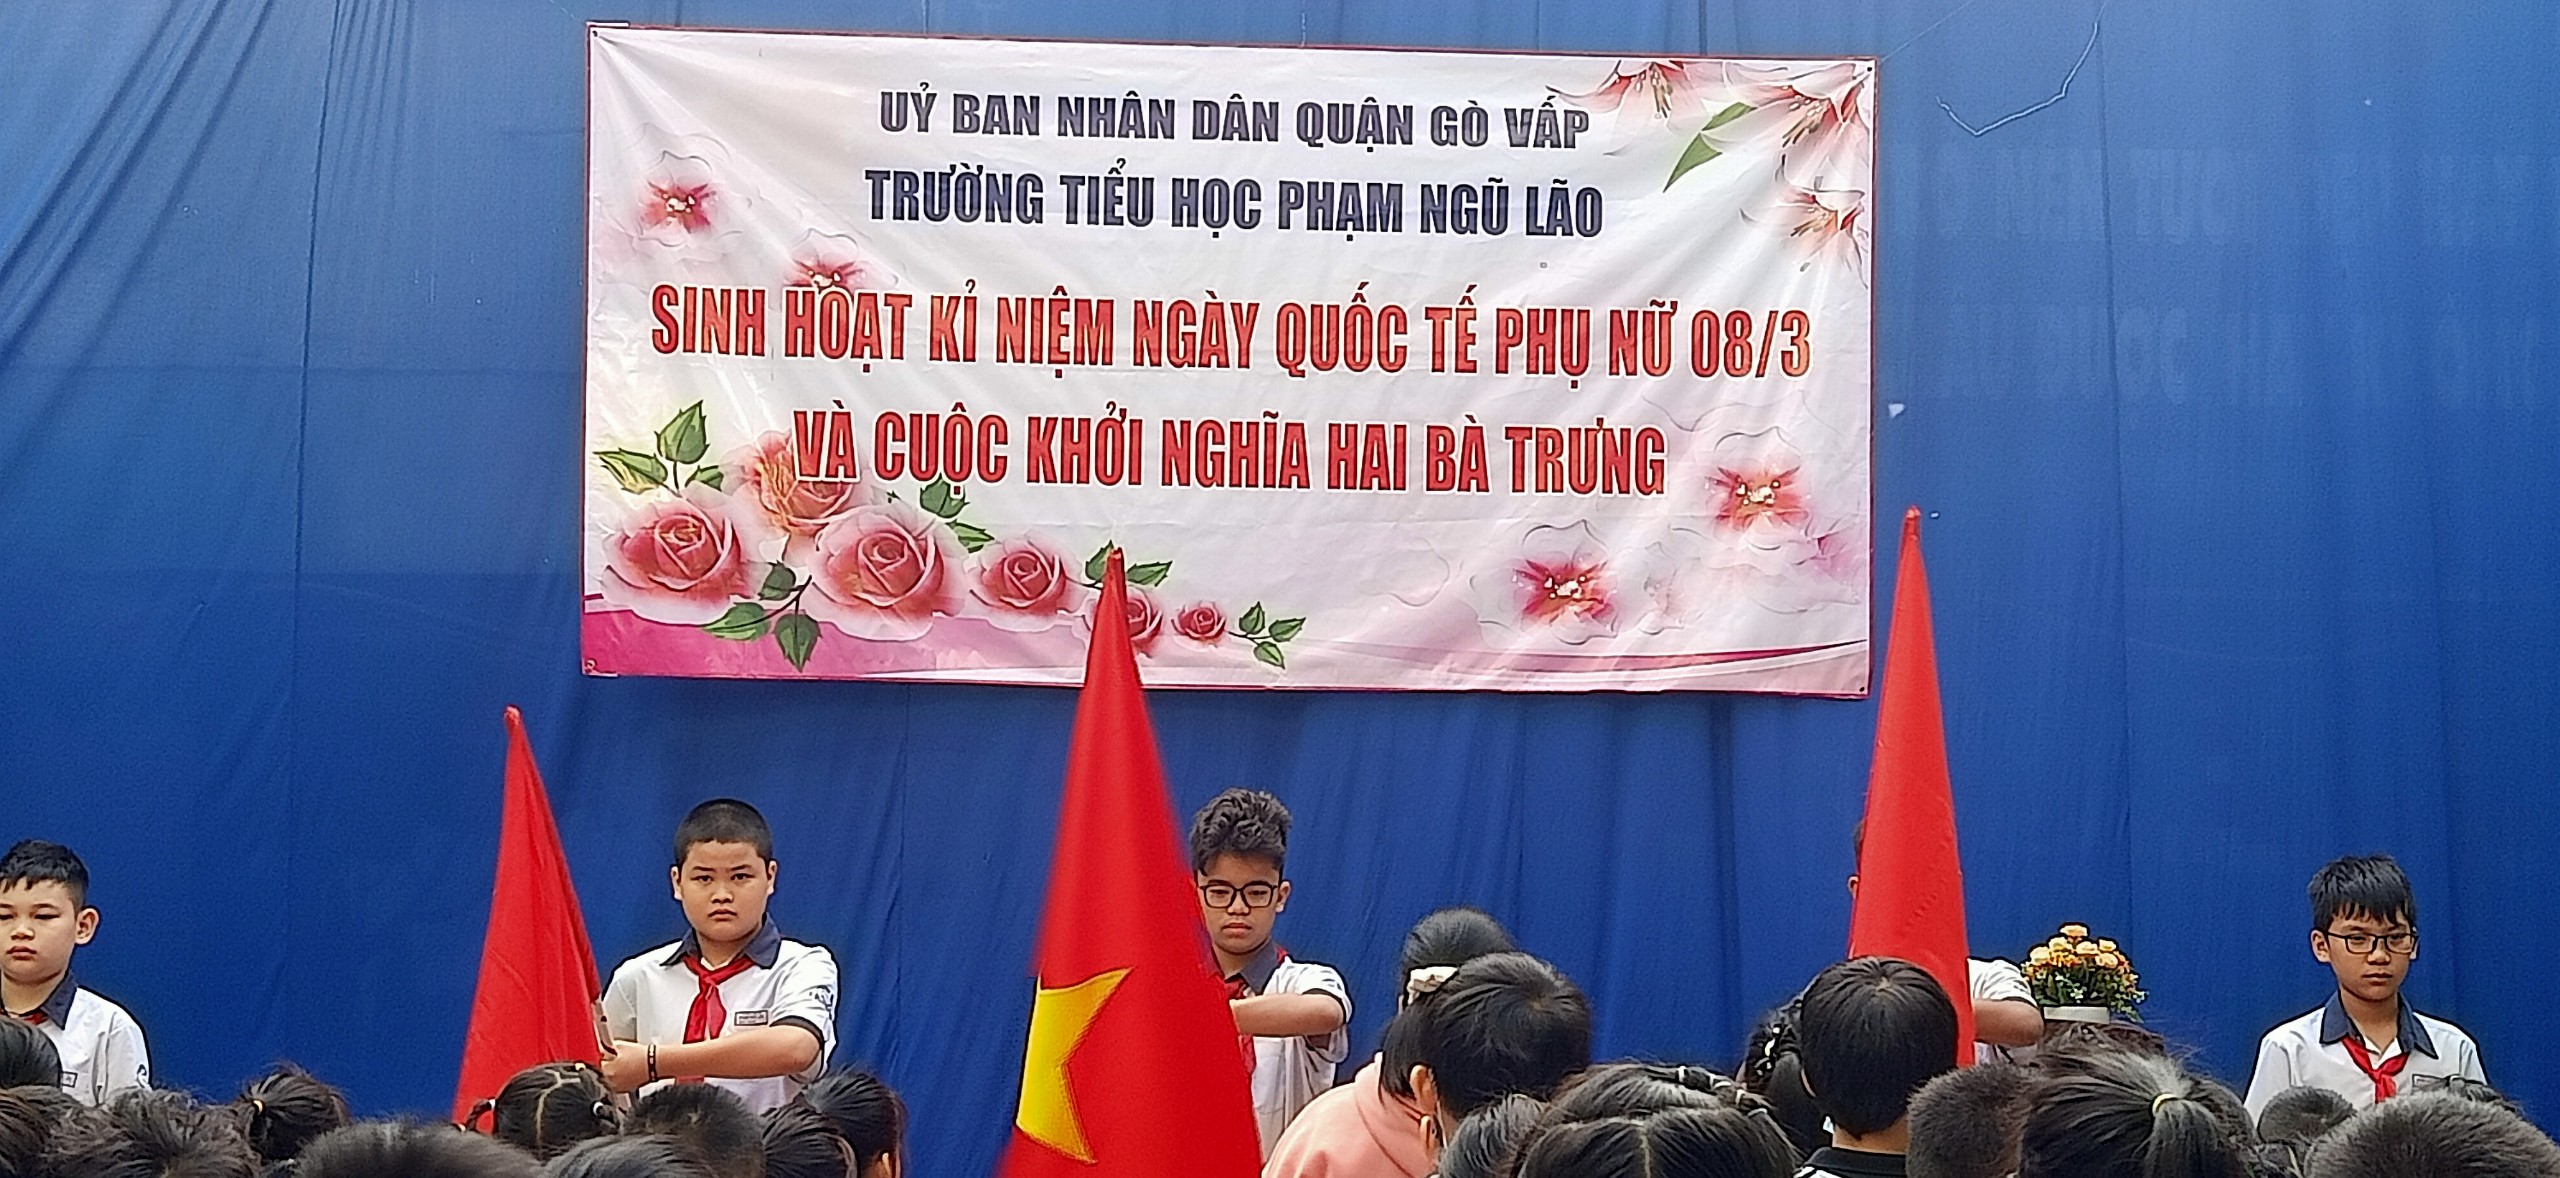 UỶ BAN NHÂN DÂN QUẬN GÒ VẤP
TRƯỜNG TIỂU HỌC PHẠM NGŨ LÃO
SINH HOẠT KỈ NIỆM NGÀY QUỐC TẾ PHỤ NỮ 08/3
VÀ CUỘC KHỞI NGHĨA HAI BÀ TRƯNG